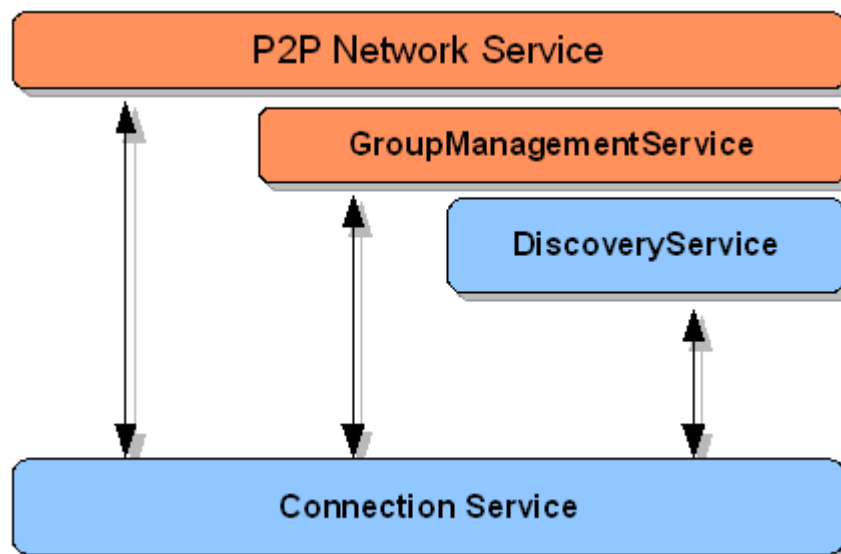 P2P Network Service
GroupManagementService
DiscoveryService
Connection Service